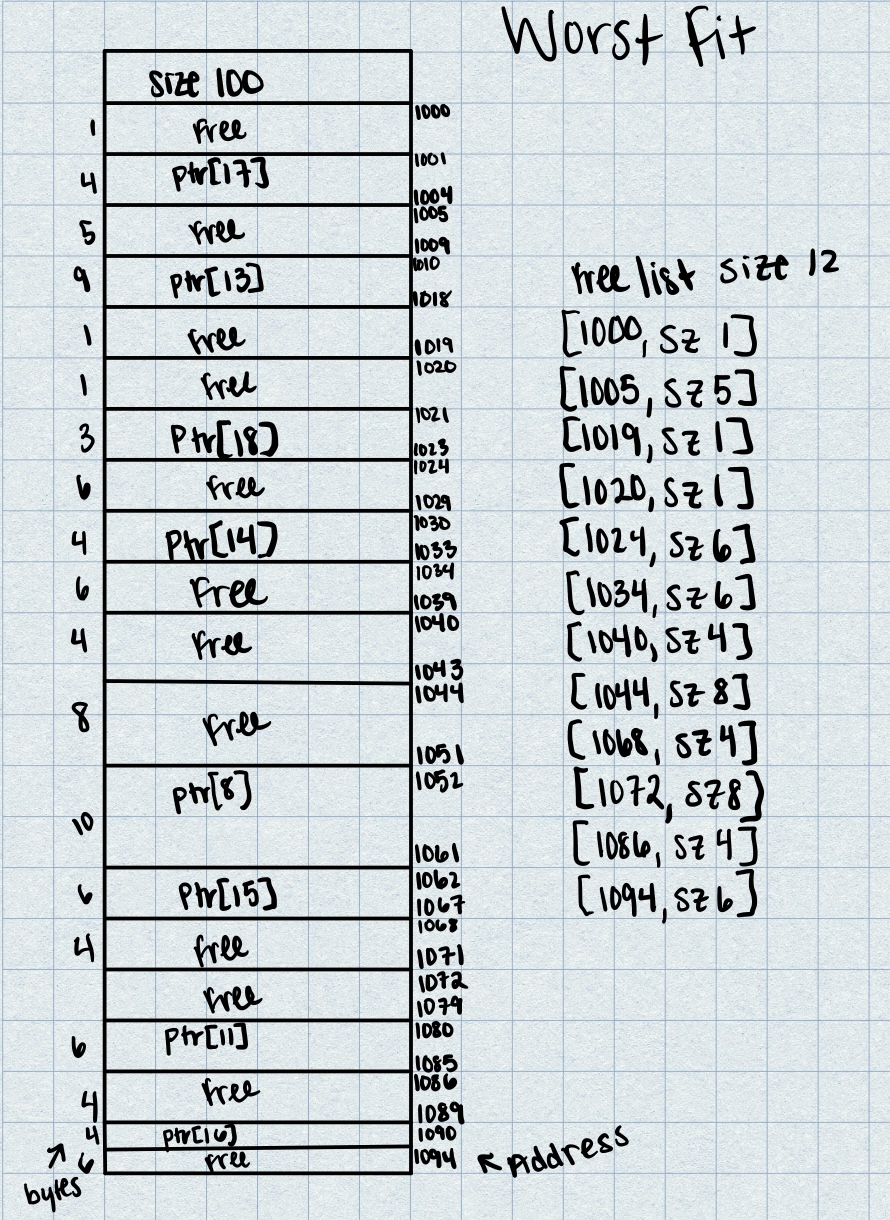 Worst Fit
size 100
1000
1 Free
1001
4 ptr[17]
1004
1005
5 Free
1009
1010
9 ptr[13]
1018
1 Free
1019
1020
1 Free
1021
3 Ptr[18]
1023
1024
6 Free
1029
1030
4 Ptr[14]
1033
1034
6 Free
1039
1040
4 Free
1043
1044
8 Free
1051
1052
10 ptr[8]
1061
1062
6 Ptr[15]
1067
1068
4 Free
1071
1072
Free
1079
1080
6 Ptr[11]
1085
1086
4 Free
1089
4 ptr[16] 1090
6 Free 1094
bytes
Address
Free list size 12
[1000, sz 1]
[1005, sz 5]
[1019, sz 1]
[1020, sz 1]
[1024, sz 6]
[1034, sz 6]
[1040, sz 4]
[1044, sz 8]
[1068, sz 4]
[1072, sz 8]
[1086, sz 4]
[1094, sz 6]